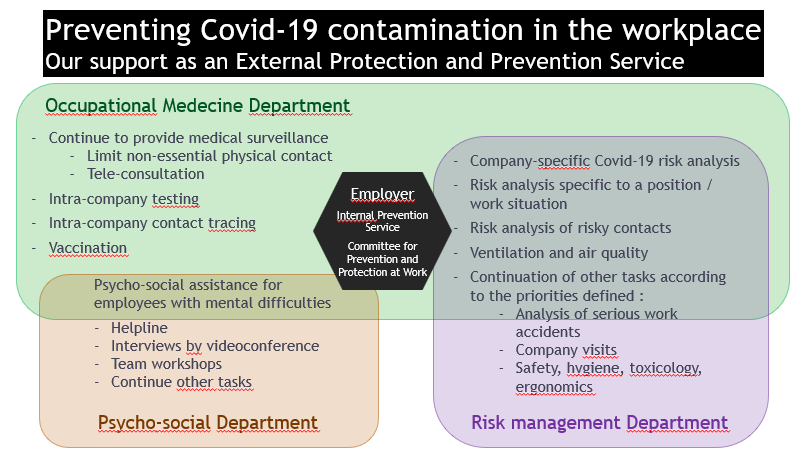 Preventing Covid-19 contamination in the workplace
Our support as an External Protection and Prevention Service
Occupational Medecine Department
- Continue to provide medical surveillance
- Limit non-essential physical contact
- Tele-consultation
- Intra-company testing
- Intra-company contact tracing
- Vaccination
Employer
Internal Prevention
Service
Committee for
Prevention and
Protection at Work
- Company-specific Covid-19 risk analysis
- Risk analysis specific to a position /
work situation
- Risk analysis of risky contacts
- Ventilation and air quality
- Continuation of other tasks according
to the priorities defined :
- Analysis of serious work
accidents
- Company visits
- Safety, hygiene, toxicology,
ergonomics
Risk management Department
Psycho-social assistance for
employees with mental difficulties
- Helpline
- Interviews by videoconference
- Team workshops
- Continue other tasks
Psycho-social Department